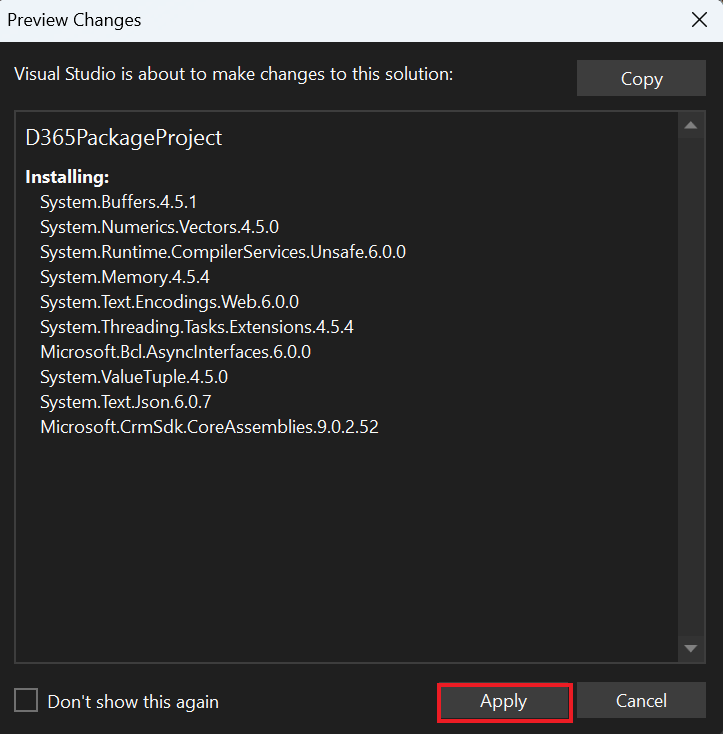 Preview Changes
Visual Studio is about to make changes to this solution:
Copy
D365PackageProject
Installing:
System.Buffers.4.5.1
System.Numerics.Vectors.4.5.0
System.Runtime.CompilerServices.Unsafe.6.0.0
System.Memory.4.5.4
System.Text.Encodings.Web.6.0.0
System.Threading.Tasks.Extensions.4.5.4
Microsoft.Bcl.AsyncInterfaces.6.0.0
System.ValueTuple.4.5.0
System.Text.Json.6.0.7
Microsoft.CrmSdk.CoreAssemblies.9.0.2.52
Don't show this again
Apply
Cancel